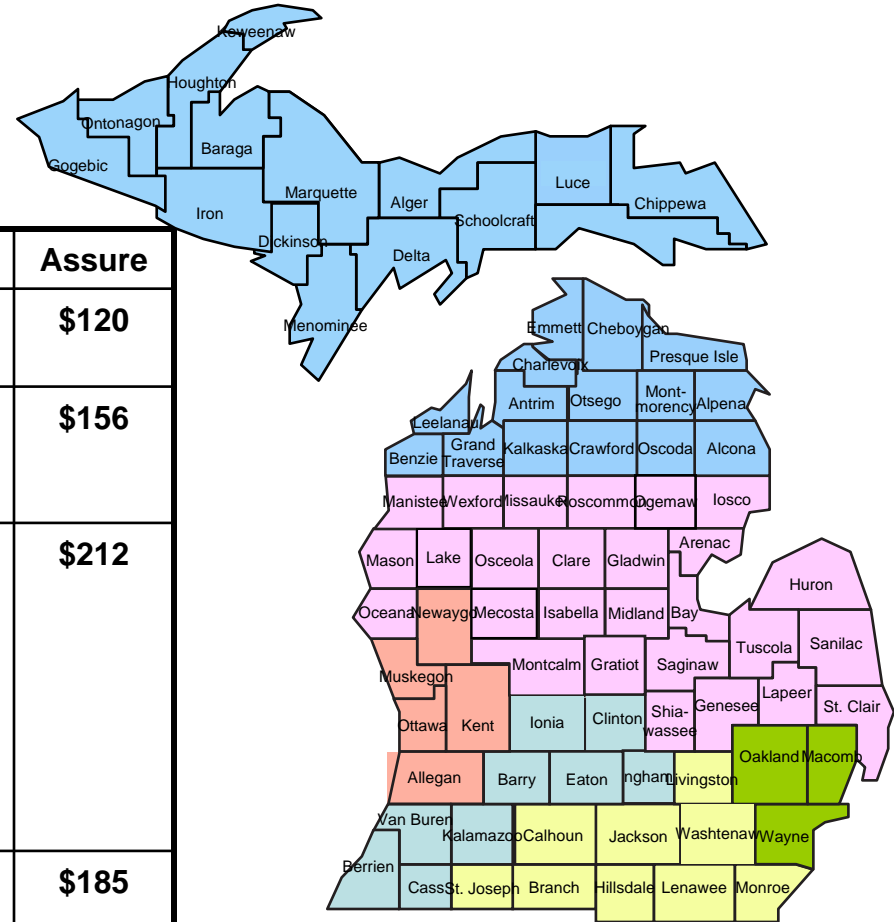 Keweenaw
Houghton
Ontonagon
Baraga
Gogebic
Marquette
Luce
Alger
Chippewa
Iron
Schoolcraft
Dickinson
Delta
Menominee
Assure
$120
$156
$212
$185
Emmett
Cheboygan
Presque Isle
Charlevoix
Antrim
Otsego
Mont-
morency
Alpena
Leelanau
Benzie
Grand
Traverse
Kalkaska
Crawford
Oscoda
Alcona
Manistee
Wexford
Missaukee
Roscommon
Ogemaw
Iosco
Arenac
Mason
Lake
Osceola
Clare
Gladwin
Huron
Oceana
Newaygo
Mecosta
Isabella
Midland
Bay
Tuscola
Sanilac
Montcalm
Gratiot
Saginaw
Muskegon
Lapeer
Genesee
St. Clair
Ottawa
Kent
Ionia
Clinton
Shia-
wassee
Oakland
Macomb
Allegan
Barry
Eaton
Ingham
Livingston
Van Buren
Kalamazoo
Calhoun
Jackson
Washtenaw
Wayne
Berrien
Cass
St. Joseph
Branch
Hillsdale
Lenawee
Monroe